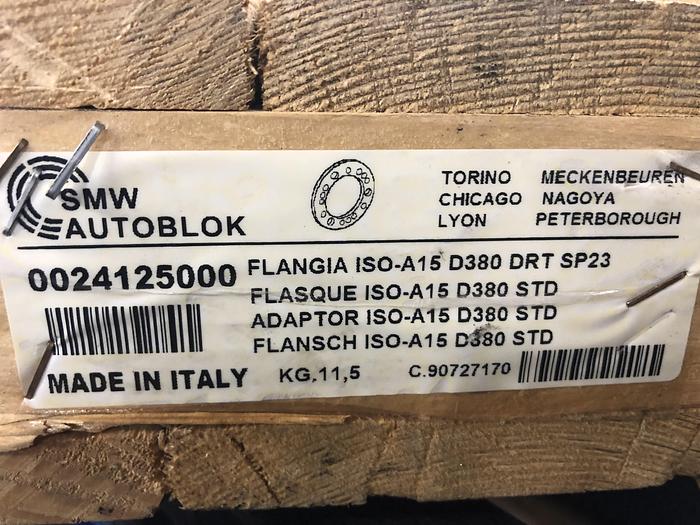 SMW
AUTOBLOK
TORINO MECKENBEUREN
CHICAGO NAGOYA
LYON PETERBOROUGH
0024125000 FLANGIA ISO-A15 D380 DRT SP23
FLASQUE ISO-A15 D380 STD
ADAPTOR ISO-A15 D380 STD
FLANSCH ISO-A15 D380 STD
MADE IN ITALY KG,11,5 C.90727170